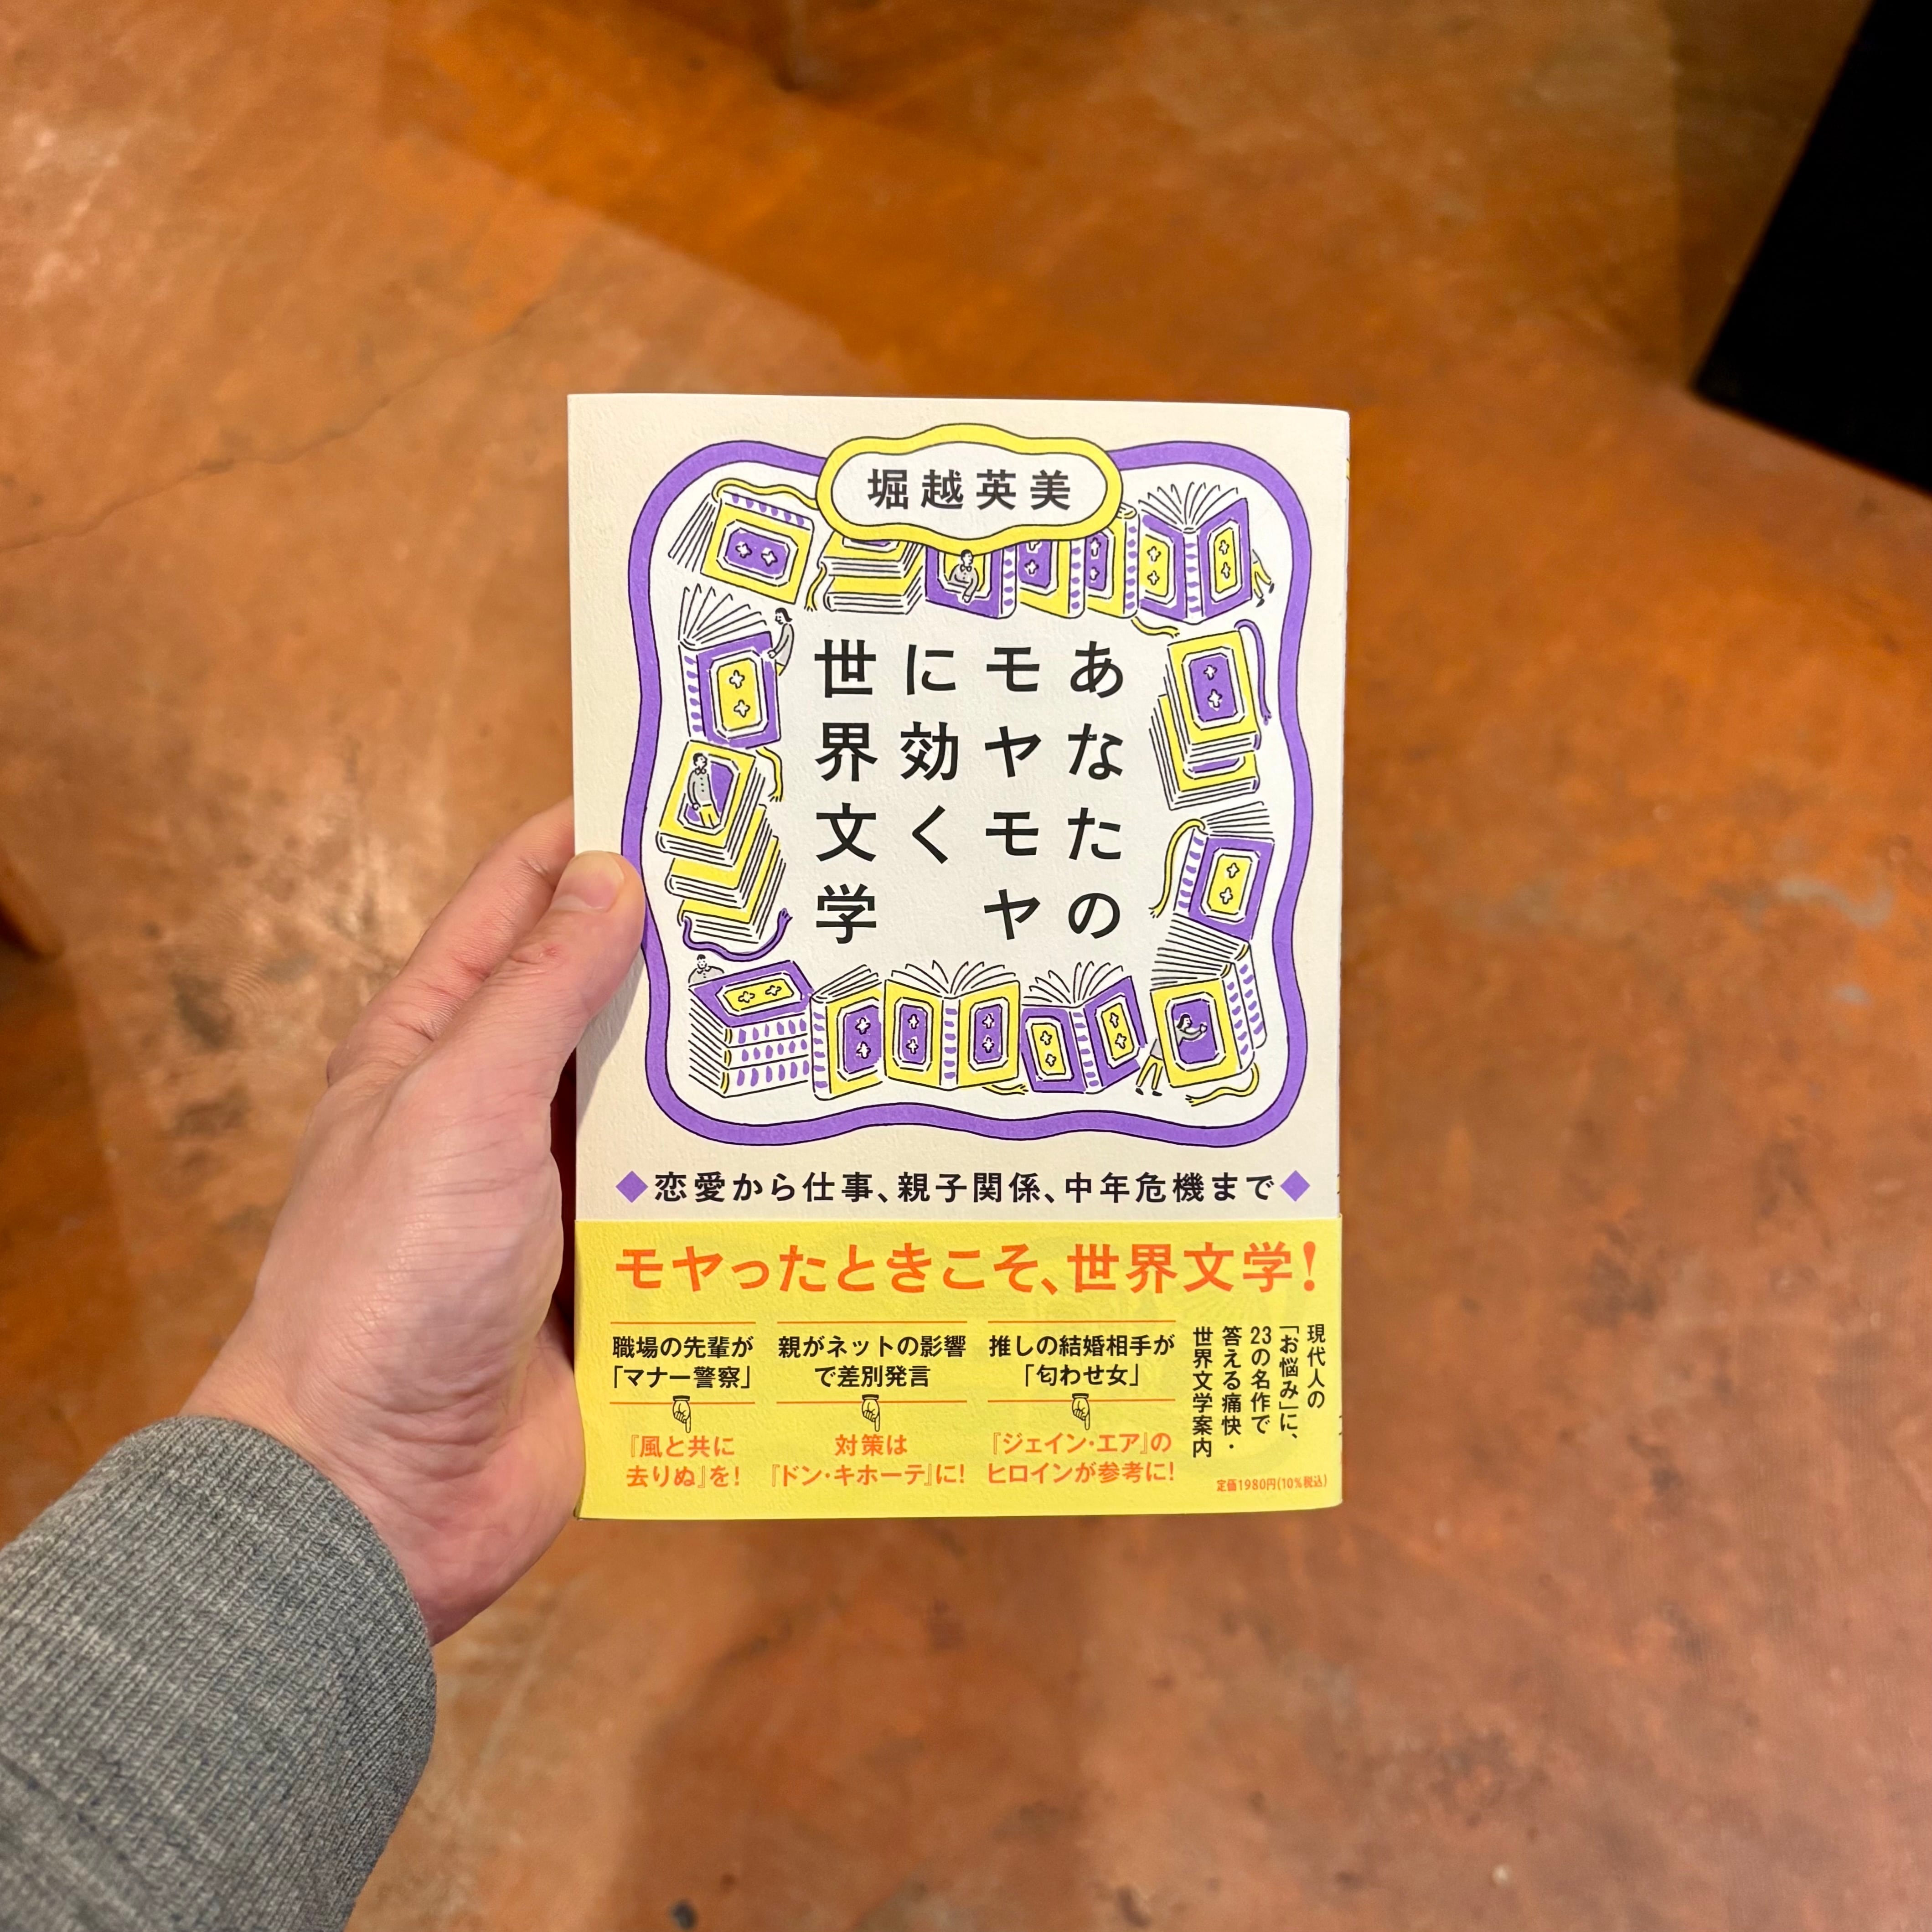 堀越英美
あなたの
モヤモヤ
に効く
世界文学
◆恋愛から仕事、親子関係、中年危機まで◆
モヤったときこそ、世界文学!
職場の先輩が
「マナー警察」
『風と共に
去りぬ』を!
親がネットの影響
で差別発言
対策は
『ドン・キホーテ』に!
推しの結婚相手が
「匂わせ女」
『ジェイン・エア』の
ヒロインが参考に!
現代人の
「お悩み」に、
23の名作で
答える痛快・
世界文学案内
定価1980円(10%税込)